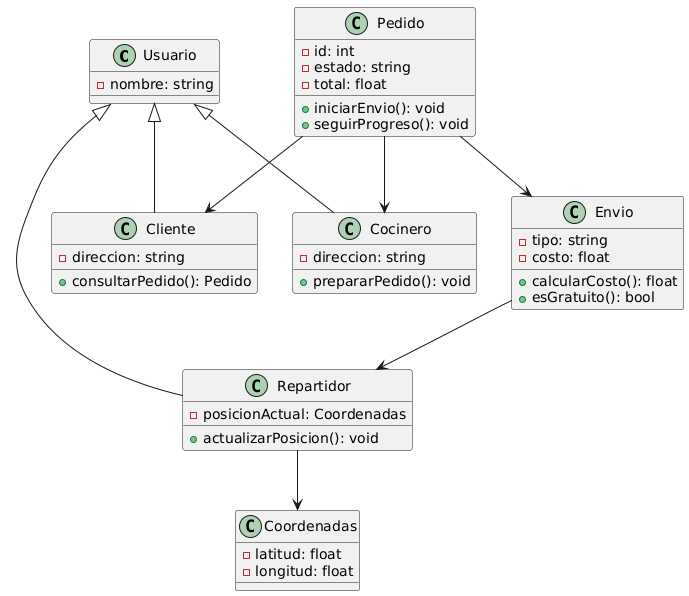 C Pedido
id: int
estado: string
total: float
iniciarEnvio(): void
seguirProgreso(): void
C Usuario
nombre: string
C Cliente
direccion: string
consultarPedido(): Pedido
C Cocinero
direccion: string
prepararPedido(): void
C Envio
tipo: string
costo: float
calcularCosto(): float
esGratuito(): bool
C Repartidor
posicionActual: Coordenadas
actualizarPosicion(): void
C Coordenadas
latitud: float
longitud: float